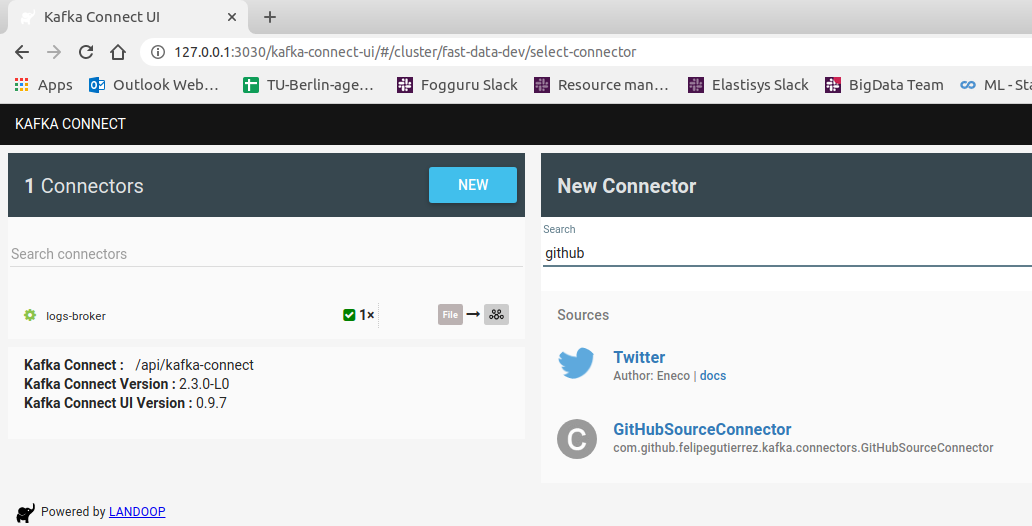 Kafka Connect UI
127.0.0.1:3030/kafka-connect-ui/#/cluster/fast-data-dev/select-connector
Apps Outlook Web… TU-Berlin-age… Fogguru Slack Resource man… Elastisys Slack BigData Team ML - Sta
KAFKA CONNECT
1 Connectors
NEW
Search connectors
logs-broker 1× File
Kafka Connect : /api/kafka-connect
Kafka Connect Version : 2.3.0-L0
Kafka Connect UI Version : 0.9.7
Powered by LANDOOP
New Connector
Search
github
Sources
Twitter
Author: Eneco | docs
C
GitHubSourceConnector
com.github.felipegutierrez.kafka.connectors.GitHubSourceConnector